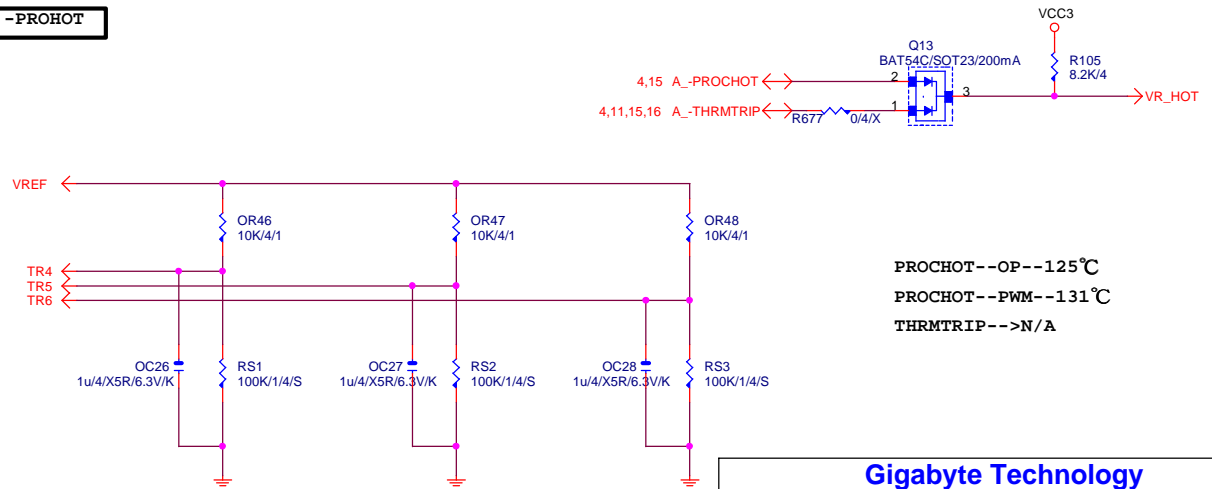 -PROHOT
VCC3
Q13
BAT54C/SOT23/200mA
R105
8.2K/4
4,15 A_-PROCHOT
2
3
VR_HOT
4,11,15,16 A_-THRMTRIP
1
R677 0/4/X
VREF
OR46
10K/4/1
OR47
10K/4/1
OR48
10K/4/1
TR4
TR5
TR6
PROCHOT--OP--125℃
PROCHOT--PWM--131℃
THRMTRIP-->N/A
OC26
1u/4/X5R/6.3V/K
RS1
100K/1/4/S
OC27
1u/4/X5R/6.3V/K
RS2
100K/1/4/S
OC28
1u/4/X5R/6.3V/K
RS3
100K/1/4/S
Gigabyte Technology